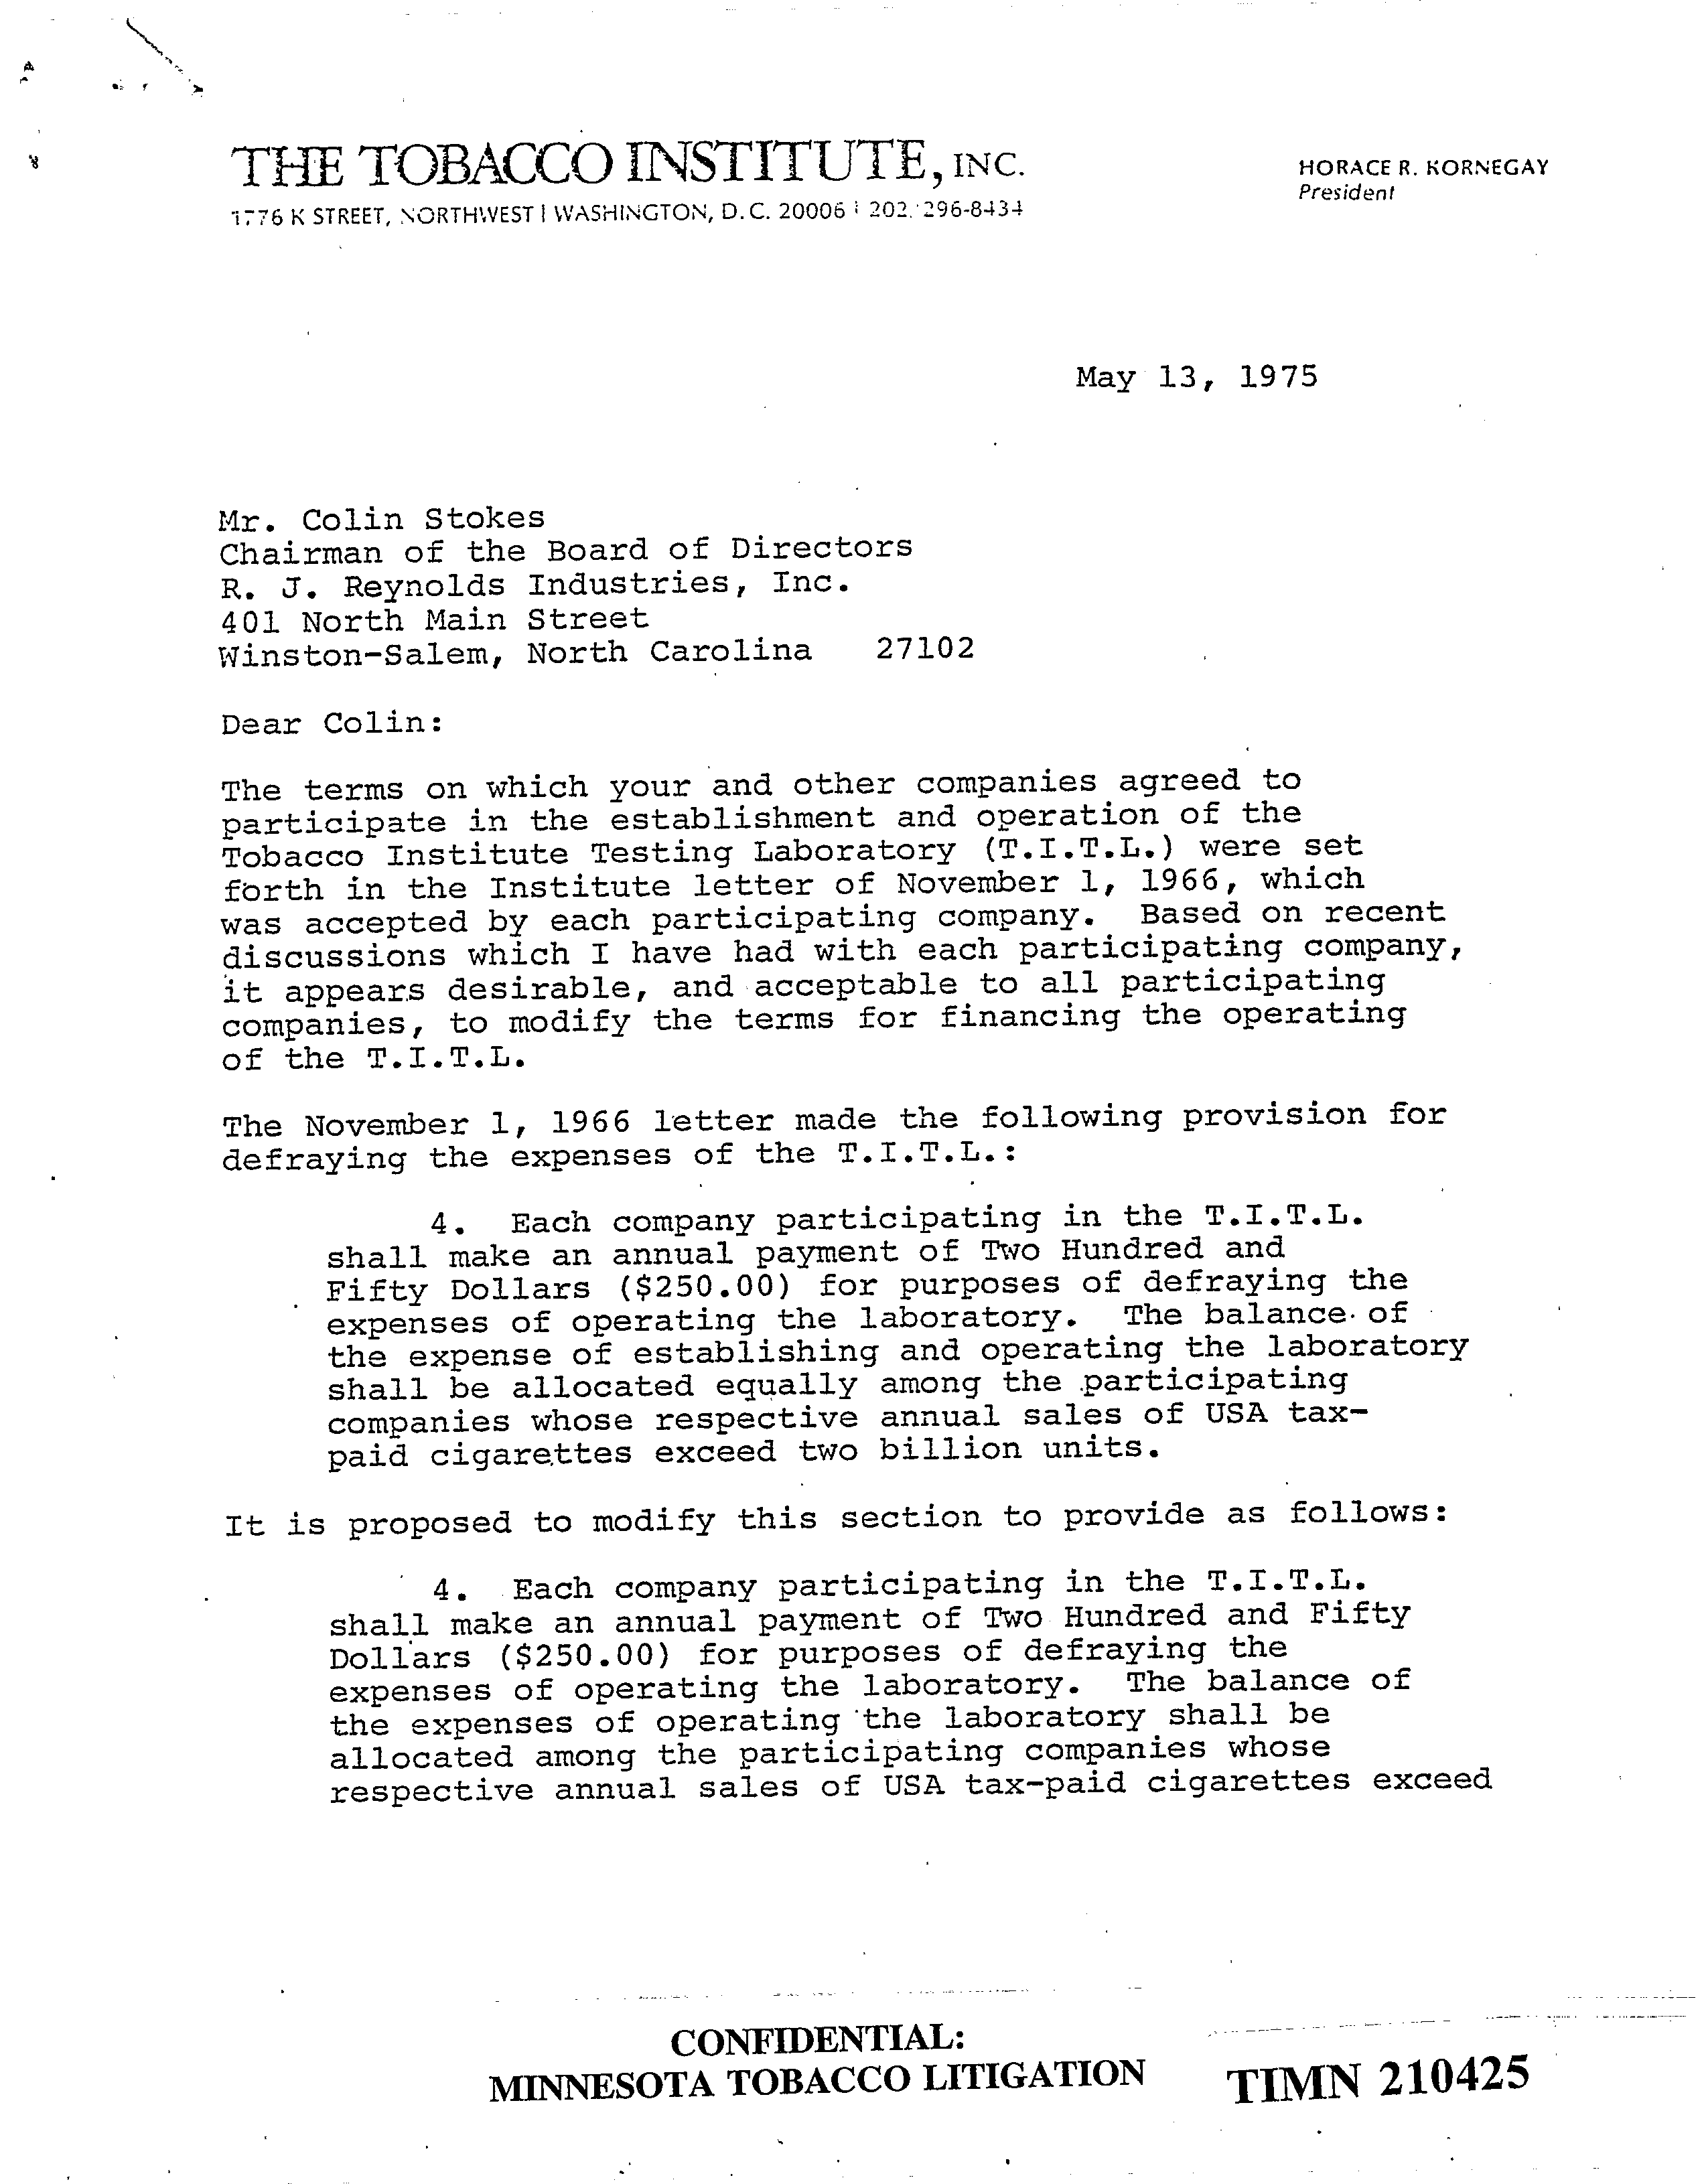 THE TOBACCO INSTITUTE, INC.
1776 K STREET, NORTHWEST | WASHINGTON, D.C. 20006 | 202/296-8434
HORACE R. KORNEGAY
President
May 13, 1975
Mr. Colin Stokes
Chairman of the Board of Directors
R. J. Reynolds Industries, Inc.
401 North Main Street
Winston-Salem, North Carolina 27102
Dear Colin:
The terms on which your and other companies agreed to
participate in the establishment and operation of the
Tobacco Institute Testing Laboratory (T.I.T.L.) were set
forth in the Institute letter of November 1, 1966, which
was accepted by each participating company. Based on recent
discussions which I have had with each participating company,
it appears desirable, and acceptable to all participating
companies, to modify the terms for financing the operating
of the T.I.T.L.
The November 1, 1966 letter made the following provision for
defraying the expenses of the T.I.T.L.:
4. Each company participating in the T.I.T.L.
shall make an annual payment of Two Hundred and
Fifty Dollars ($250.00) for purposes of defraying the
expenses of operating the laboratory. The balance of
the expense of establishing and operating the laboratory
shall be allocated equally among the participating
companies whose respective annual sales of USA tax-
paid cigarettes exceed two billion units.
It is proposed to modify this section to provide as follows:
4. Each company participating in the T.I.T.L.
shall make an annual payment of Two Hundred and Fifty
Dollars ($250.00) for purposes of defraying the
expenses of operating the laboratory. The balance of
the expenses of operating the laboratory shall be
allocated among the participating companies whose
respective annual sales of USA tax-paid cigarettes exceed
CONFIDENTIAL:
MINNESOTA TOBACCO LITIGATION
TIMN 210425